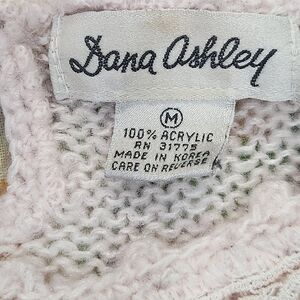 Dana Ashley
M
100% ACRYLIC
RN 31775
MADE IN KOREA
CARE ON REVERSE